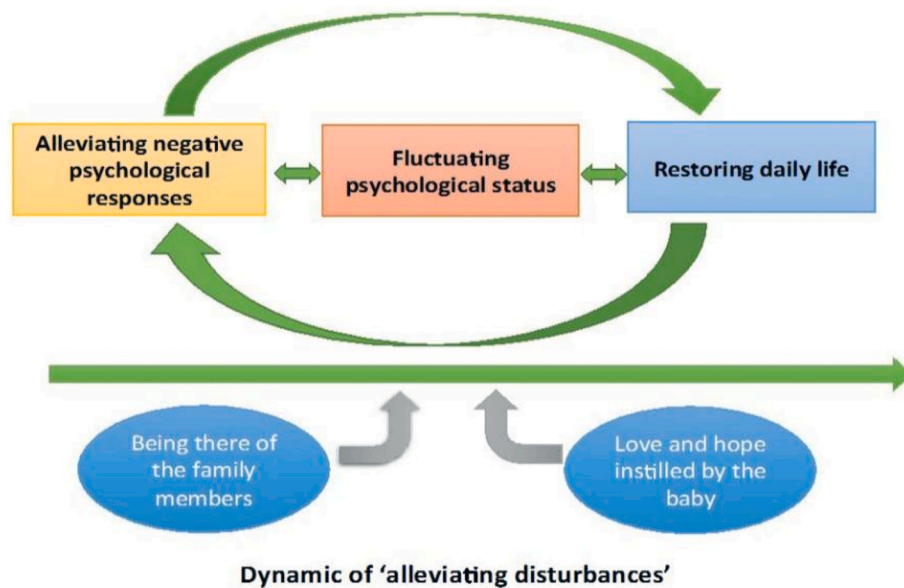 Alleviating negative
psychological
responses
Fluctuating
psychological status
Restoring daily life
Being there of
the family
members
Love and hope
instilled by the
baby
Dynamic of ‘alleviating disturbances’